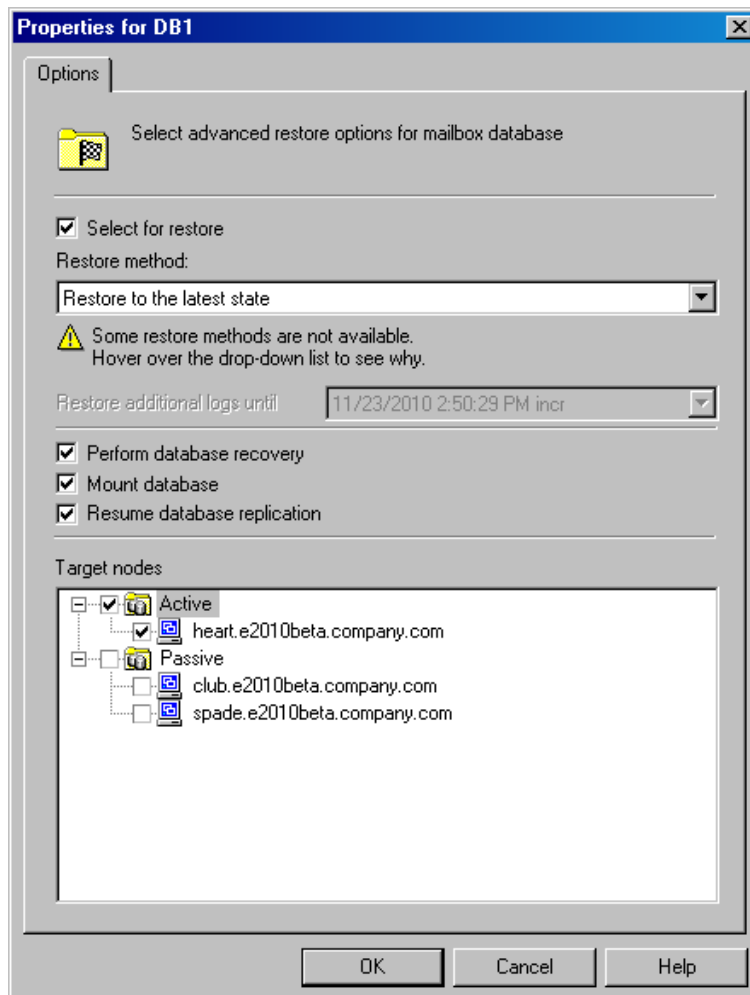 Properties for DB1
Options
Select advanced restore options for mailbox database
Select for restore
Restore method:
Restore to the latest state
Some restore methods are not available.
Hover over the drop-down list to see why.
Restore additional logs until 11/23/2010 2:50:29 PM incr
Perform database recovery
Mount database
Resume database replication
Target nodes
Active
heart.e2010beta.company.com
Passive
club.e2010beta.company.com
spade.e2010beta.company.com
OK Cancel Help